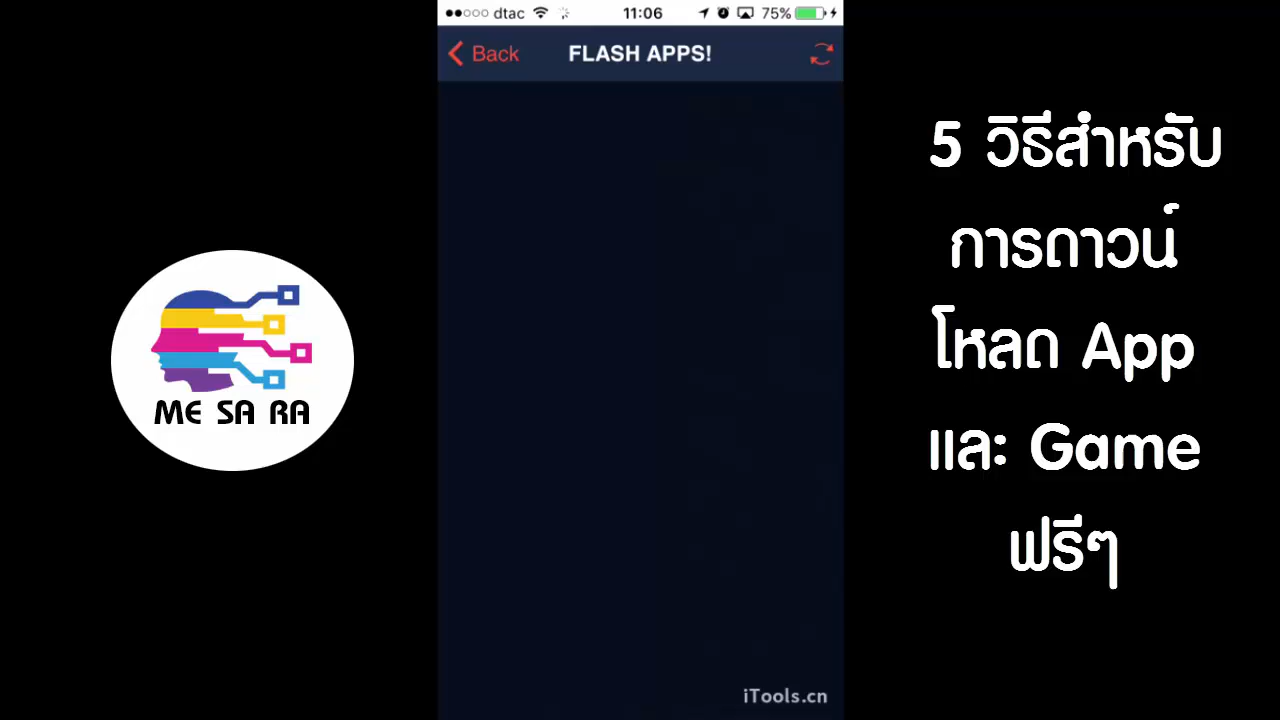 dtac 11:06 75%
Back FLASH APPS!
ME SA RA
5 วิธีสำหรับ
การดาวน์
โหลด App
และ Game
ฟรีๆ
iTools.cn